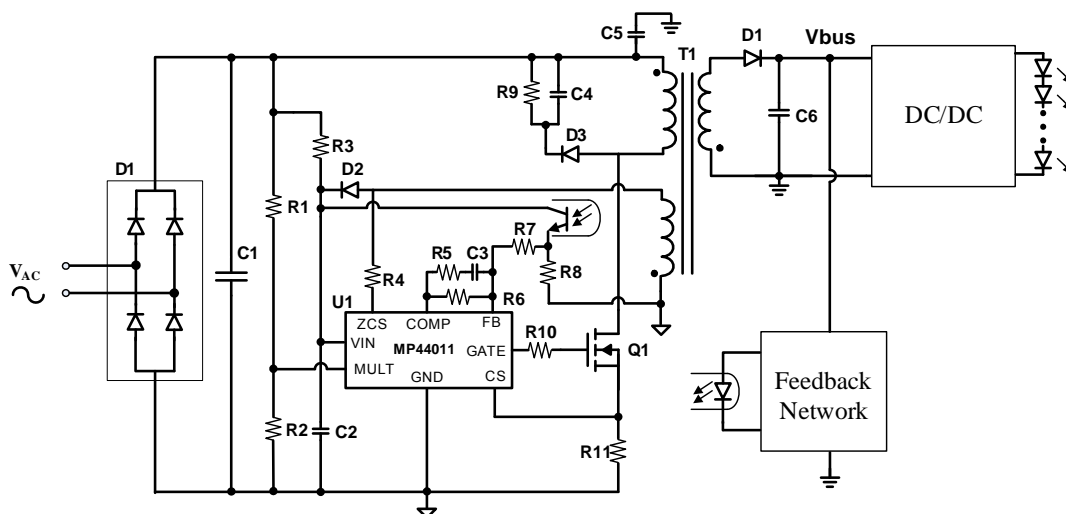 C5
T1
D1
Vbus
R9
C4
DC/DC
C6
R3
D3
D2
D1
R1
R7
C1
R5
C3
R8
VAC
R4
R6
U1
ZCS
COMP
FB
R10
VIN
MP44011
GATE
Q1
MULT
GND
CS
Feedback
Network
R2
C2
R11